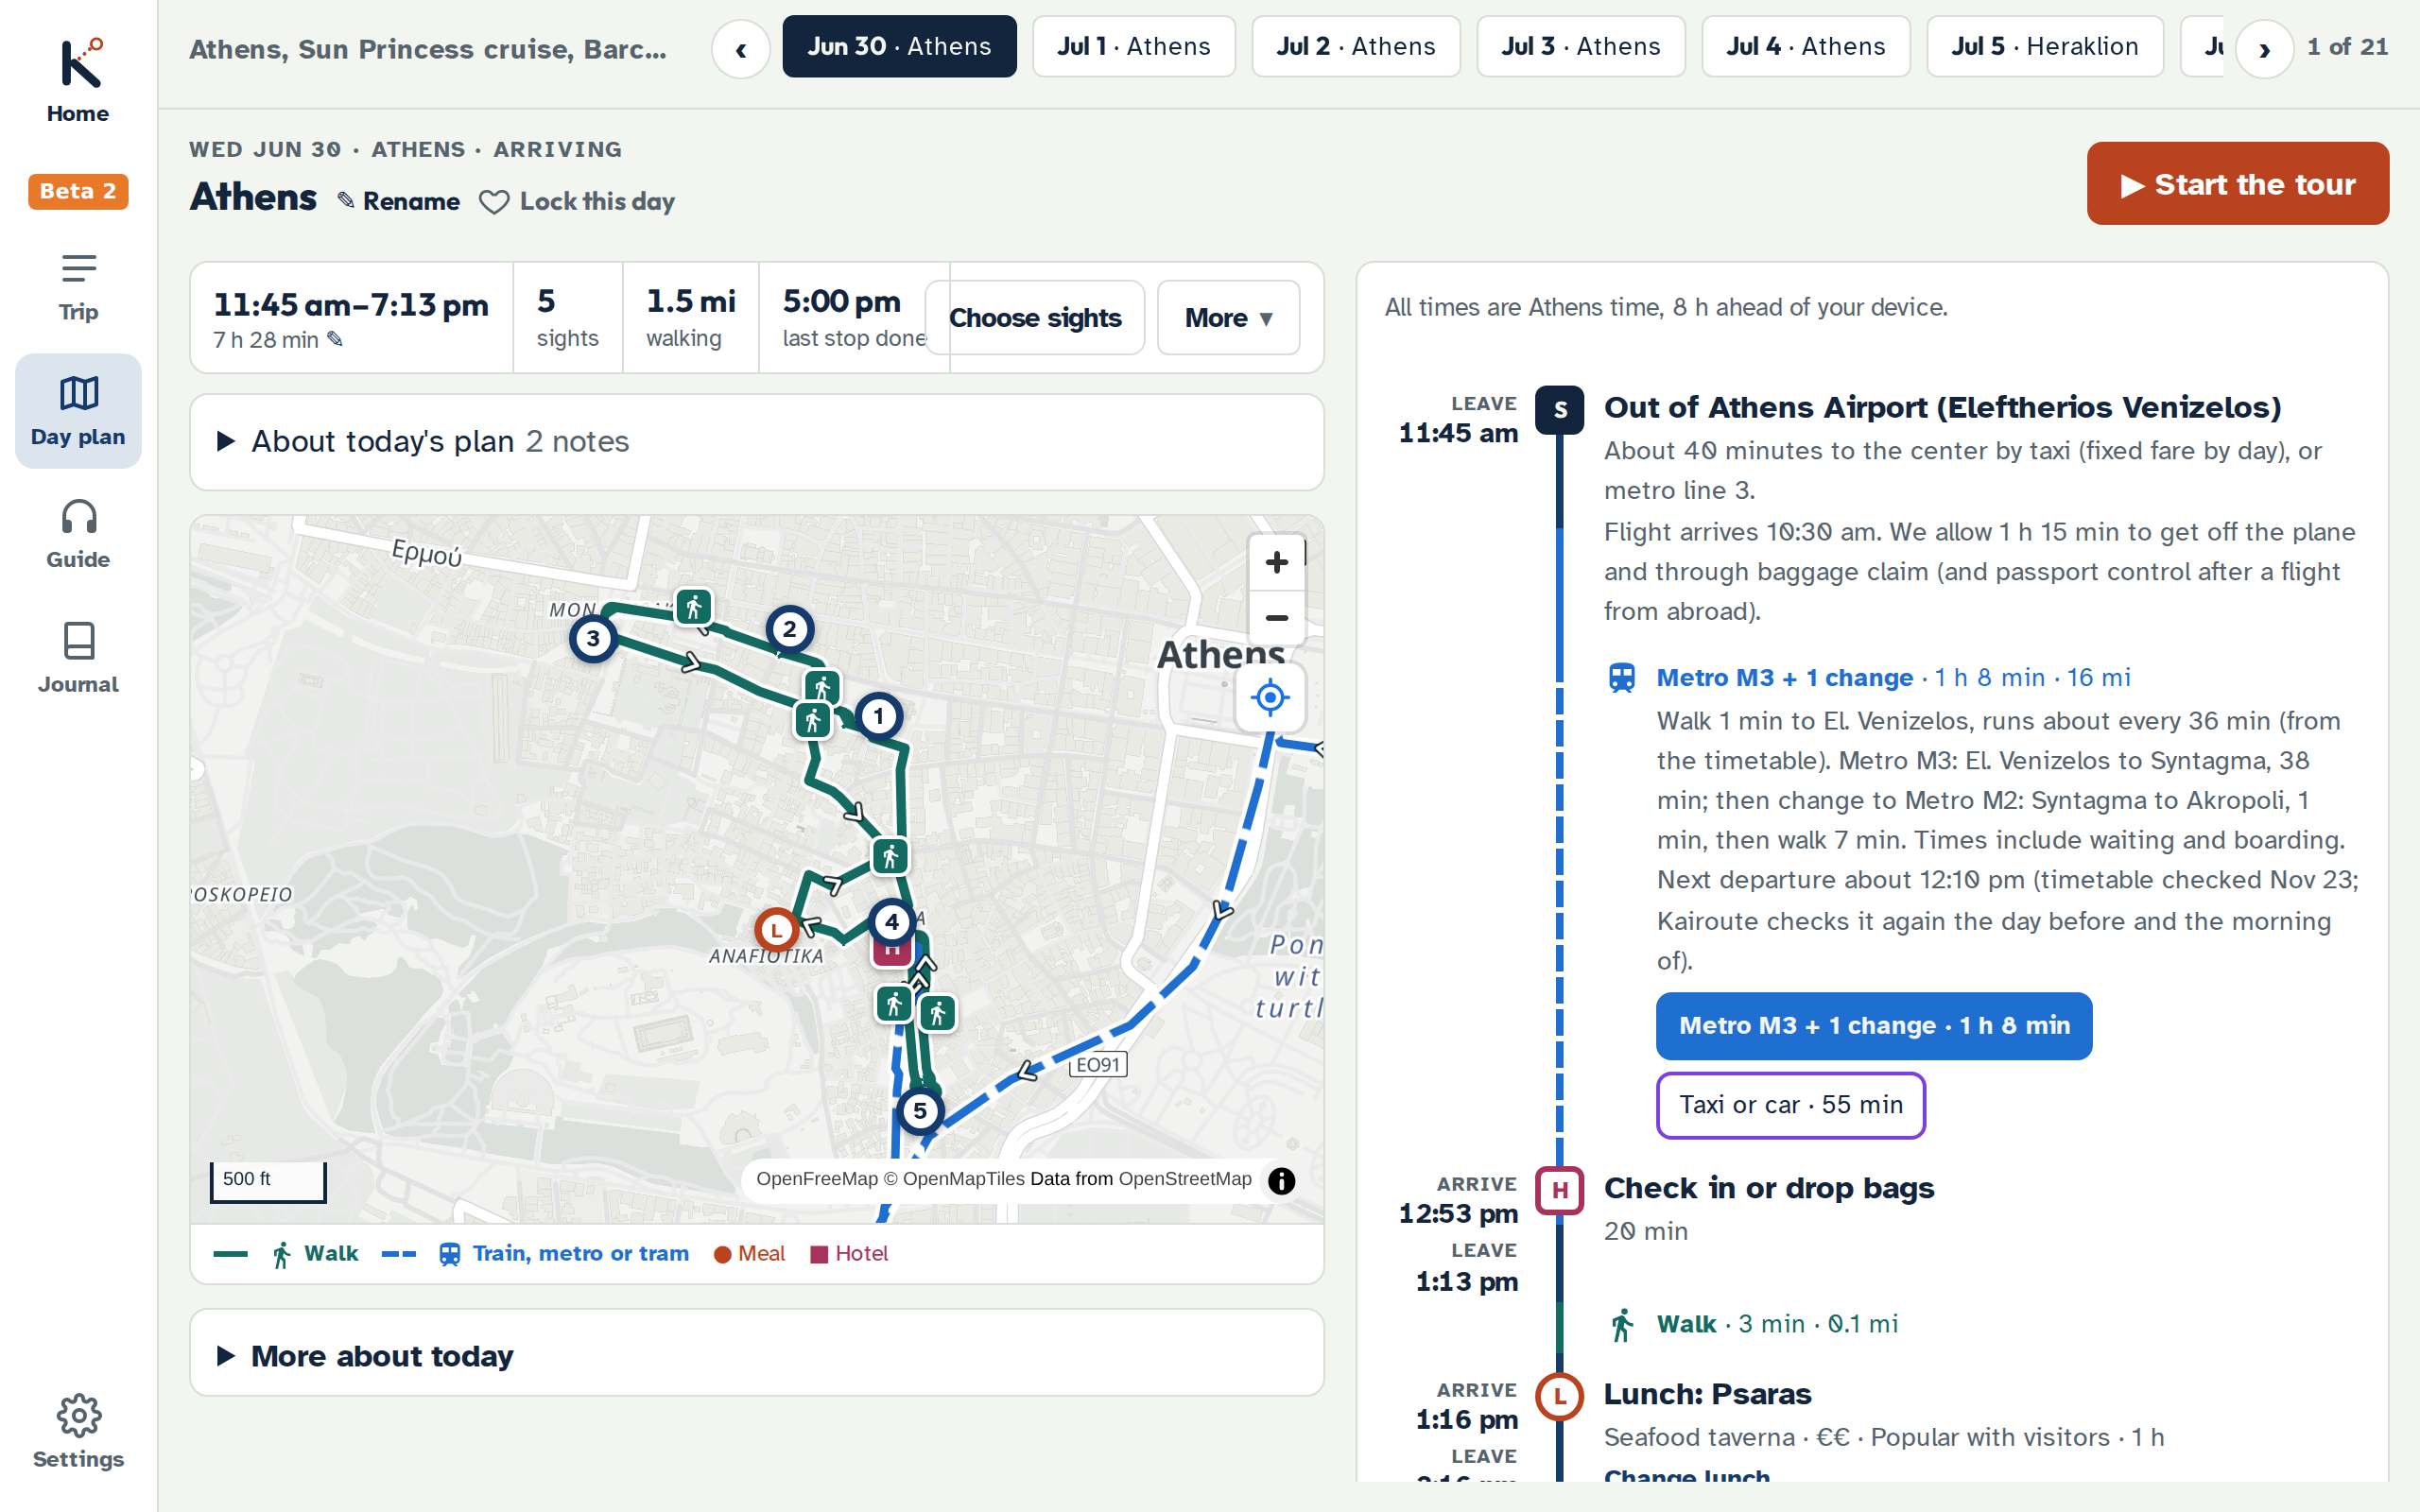 Home
Beta 2
Trip
Day plan
Guide
Journal
Settings
Athens, Sun Princess cruise, Barc...
‹
Jun 30 · Athens
Jul 1 · Athens
Jul 2 · Athens
Jul 3 · Athens
Jul 4 · Athens
Jul 5 · Heraklion
›
1 of 21
WED JUN 30 · ATHENS · ARRIVING
Athens ✎ Rename Lock this day
▶ Start the tour
11:45 am–7:13 pm
7 h 28 min ✎
5
sights
1.5 mi
walking
5:00 pm
last stop done
Choose sights
More ▼
▶ About today's plan 2 notes
Ερμού
3
2
1
4
L
5
Athens
ANAFIOTIKA
EO91
+
−
500 ft
OpenFreeMap © OpenMapTiles Data from OpenStreetMap
Walk
Train, metro or tram
Meal
Hotel
▶ More about today
All times are Athens time, 8 h ahead of your device.
LEAVE
11:45 am
S
Out of Athens Airport (Eleftherios Venizelos)
About 40 minutes to the center by taxi (fixed fare by day), or
metro line 3.
Flight arrives 10:30 am. We allow 1 h 15 min to get off the plane
and through baggage claim (and passport control after a flight
from abroad).
Metro M3 + 1 change · 1 h 8 min · 16 mi
Walk 1 min to El. Venizelos, runs about every 36 min (from
the timetable). Metro M3: El. Venizelos to Syntagma, 38
min; then change to Metro M2: Syntagma to Akropoli, 1
min, then walk 7 min. Times include waiting and boarding.
Next departure about 12:10 pm (timetable checked Nov 23;
Kairoute checks it again the day before and the morning
of).
Metro M3 + 1 change · 1 h 8 min
Taxi or car · 55 min
ARRIVE
12:53 pm
LEAVE
1:13 pm
H
Check in or drop bags
20 min
Walk · 3 min · 0.1 mi
ARRIVE
1:16 pm
LEAVE
L
Lunch: Psaras
Seafood taverna · €€ · Popular with visitors · 1 h
Change lunch